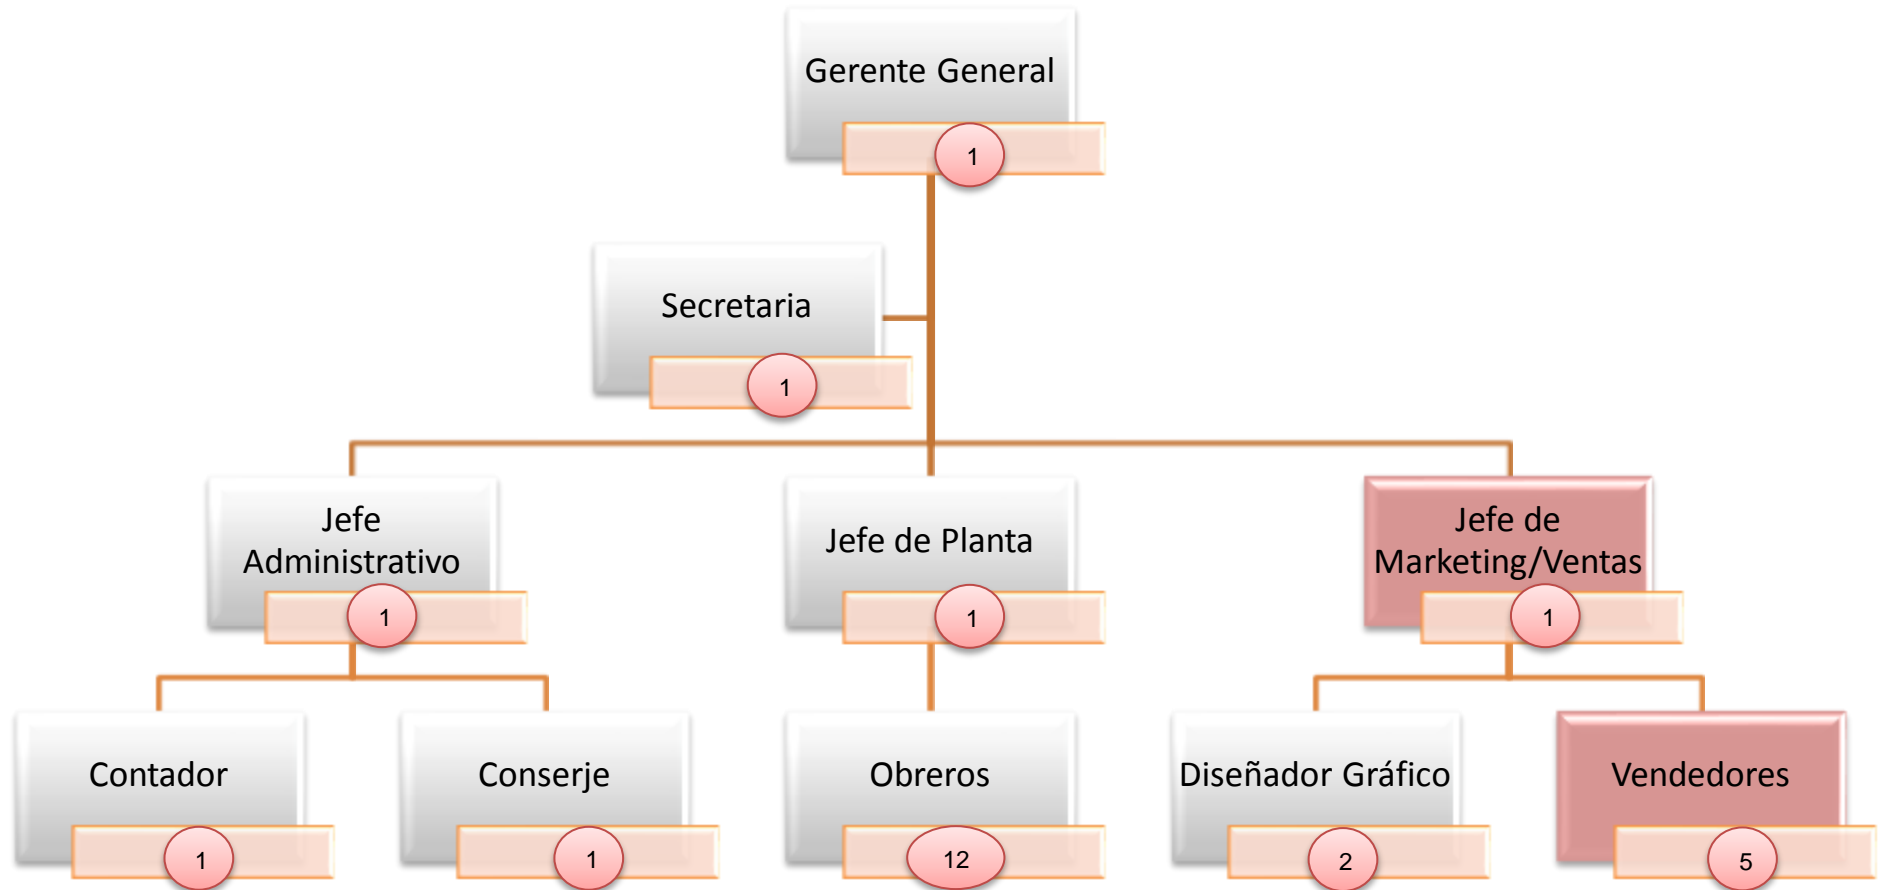 Gerente General
1
Secretaria
1
Jefe
Administrativo
1
Jefe de Planta
1
Jefe de
Marketing/Ventas
1
Contador
1
Conserje
1
Obreros
12
Diseñador Gráfico
2
Vendedores
5